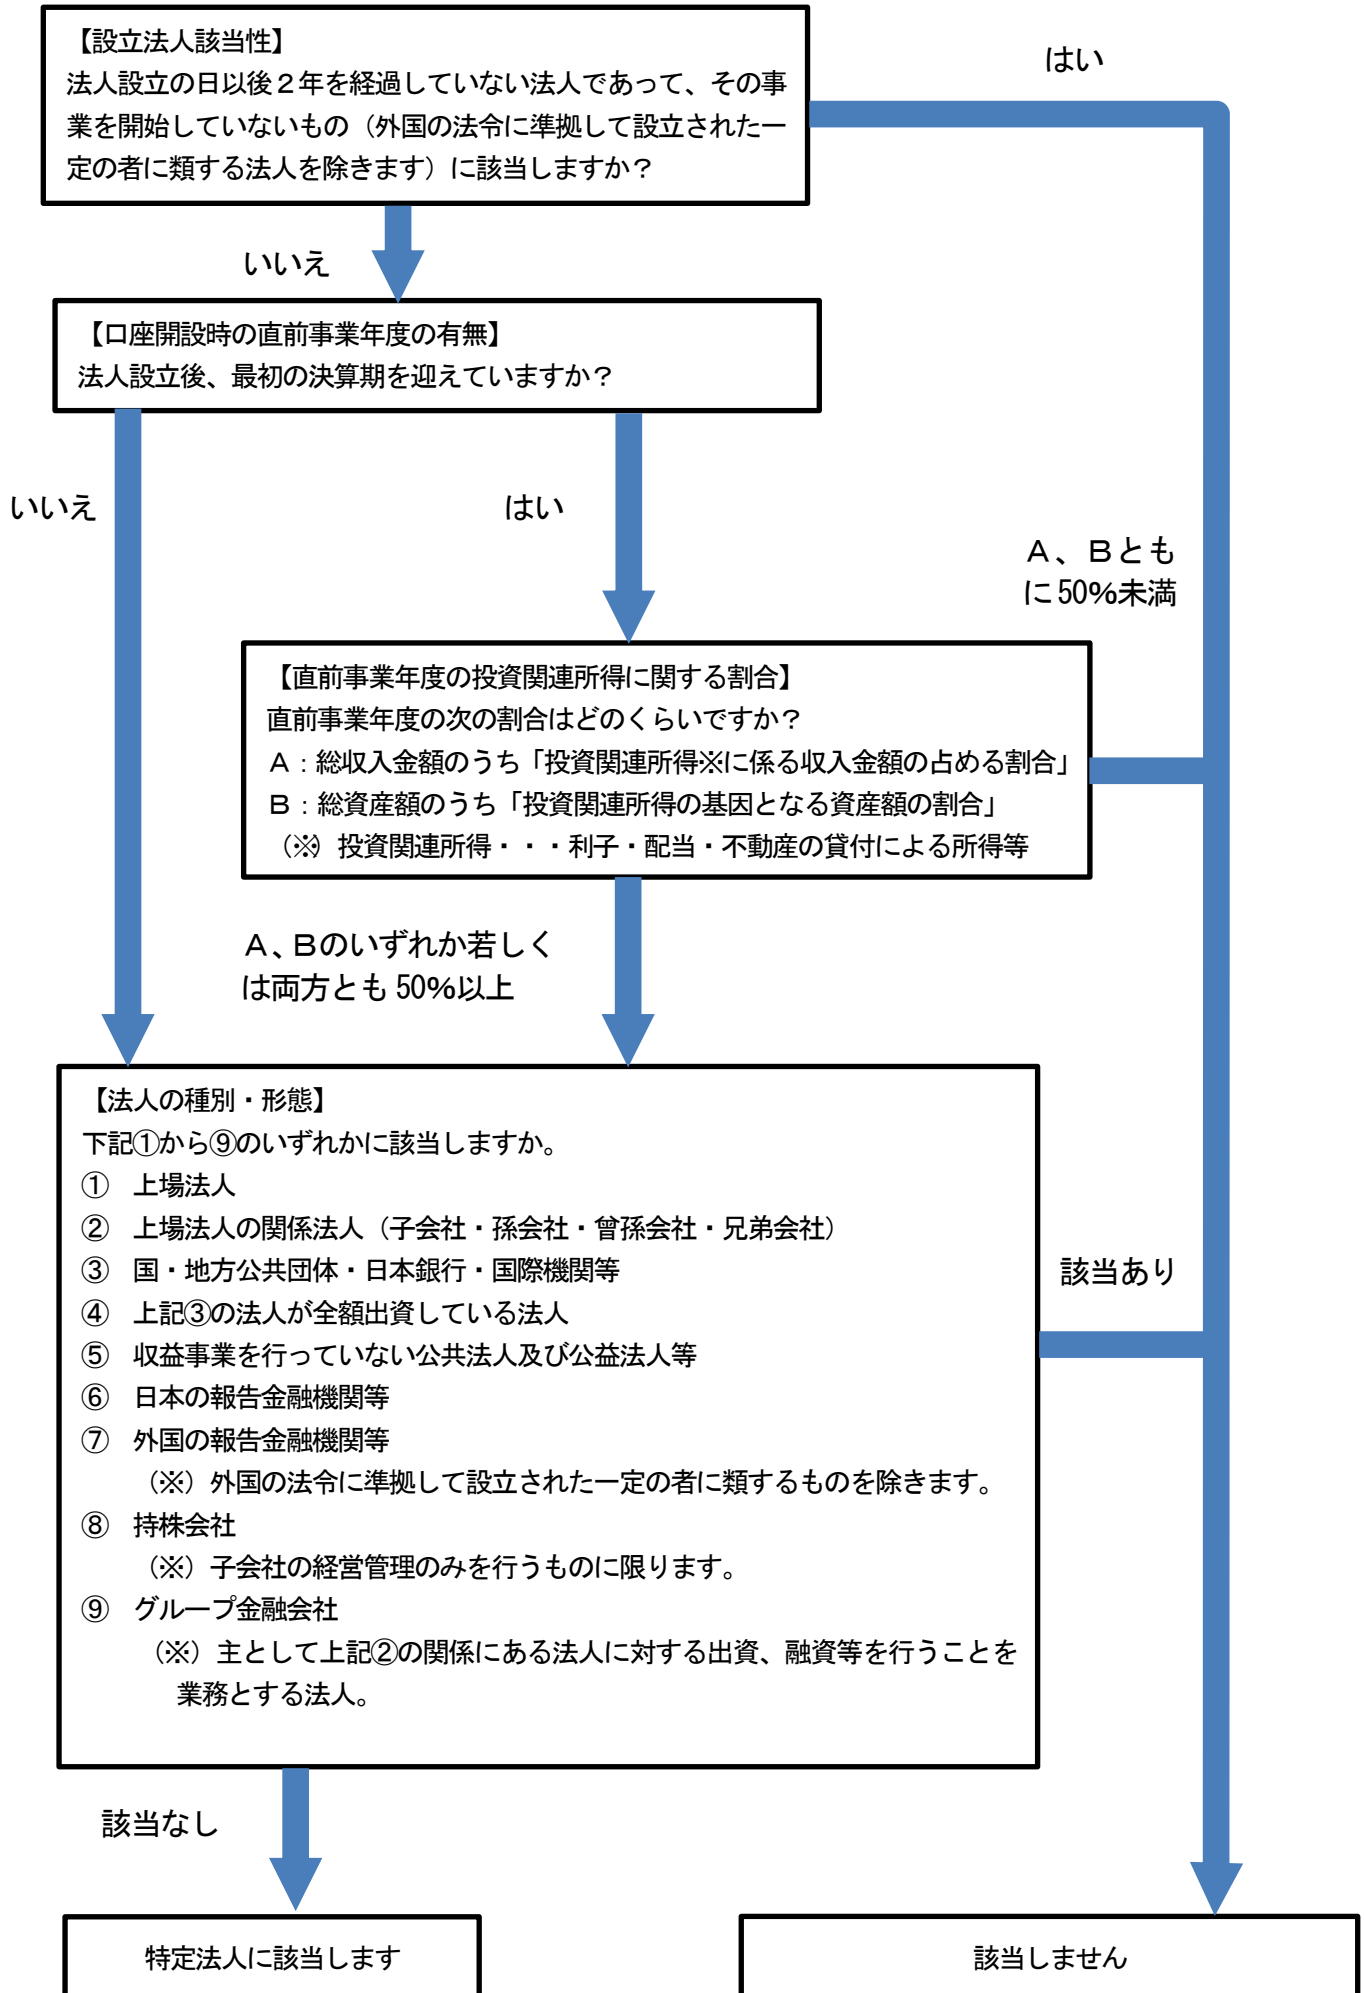 【設立法人該当性】
法人設立の日以後２年を経過していない法人であって、その事
業を開始していないもの（外国の法令に準拠して設立された一
定の者に類する法人を除きます）に該当しますか？
はい
いいえ
【口座開設時の直前事業年度の有無】
法人設立後、最初の決算期を迎えていますか？
いいえ
はい
Ａ、Ｂとも
に50%未満
【直前事業年度の投資関連所得に関する割合】
直前事業年度の次の割合はどのくらいですか？
Ａ：総収入金額のうち「投資関連所得※に係る収入金額の占める割合」
Ｂ：総資産額のうち「投資関連所得の基因となる資産額の割合」
（※）投資関連所得・・・利子・配当・不動産の貸付による所得等
Ａ、Ｂのいずれか若しく
は両方とも50%以上
【法人の種別・形態】
下記①から⑨のいずれかに該当しますか。
①　上場法人
②　上場法人の関係法人（子会社・孫会社・曾孫会社・兄弟会社）
③　国・地方公共団体・日本銀行・国際機関等
④　上記③の法人が全額出資している法人
⑤　収益事業を行っていない公共法人及び公益法人等
⑥　日本の報告金融機関等
⑦　外国の報告金融機関等
（※）外国の法令に準拠して設立された一定の者に類するものを除きます。
⑧　持株会社
（※）子会社の経営管理のみを行うものに限ります。
⑨　グループ金融会社
（※）主として上記②の関係にある法人に対する出資、融資等を行うことを
業務とする法人。
該当あり
該当なし
特定法人に該当します
該当しません